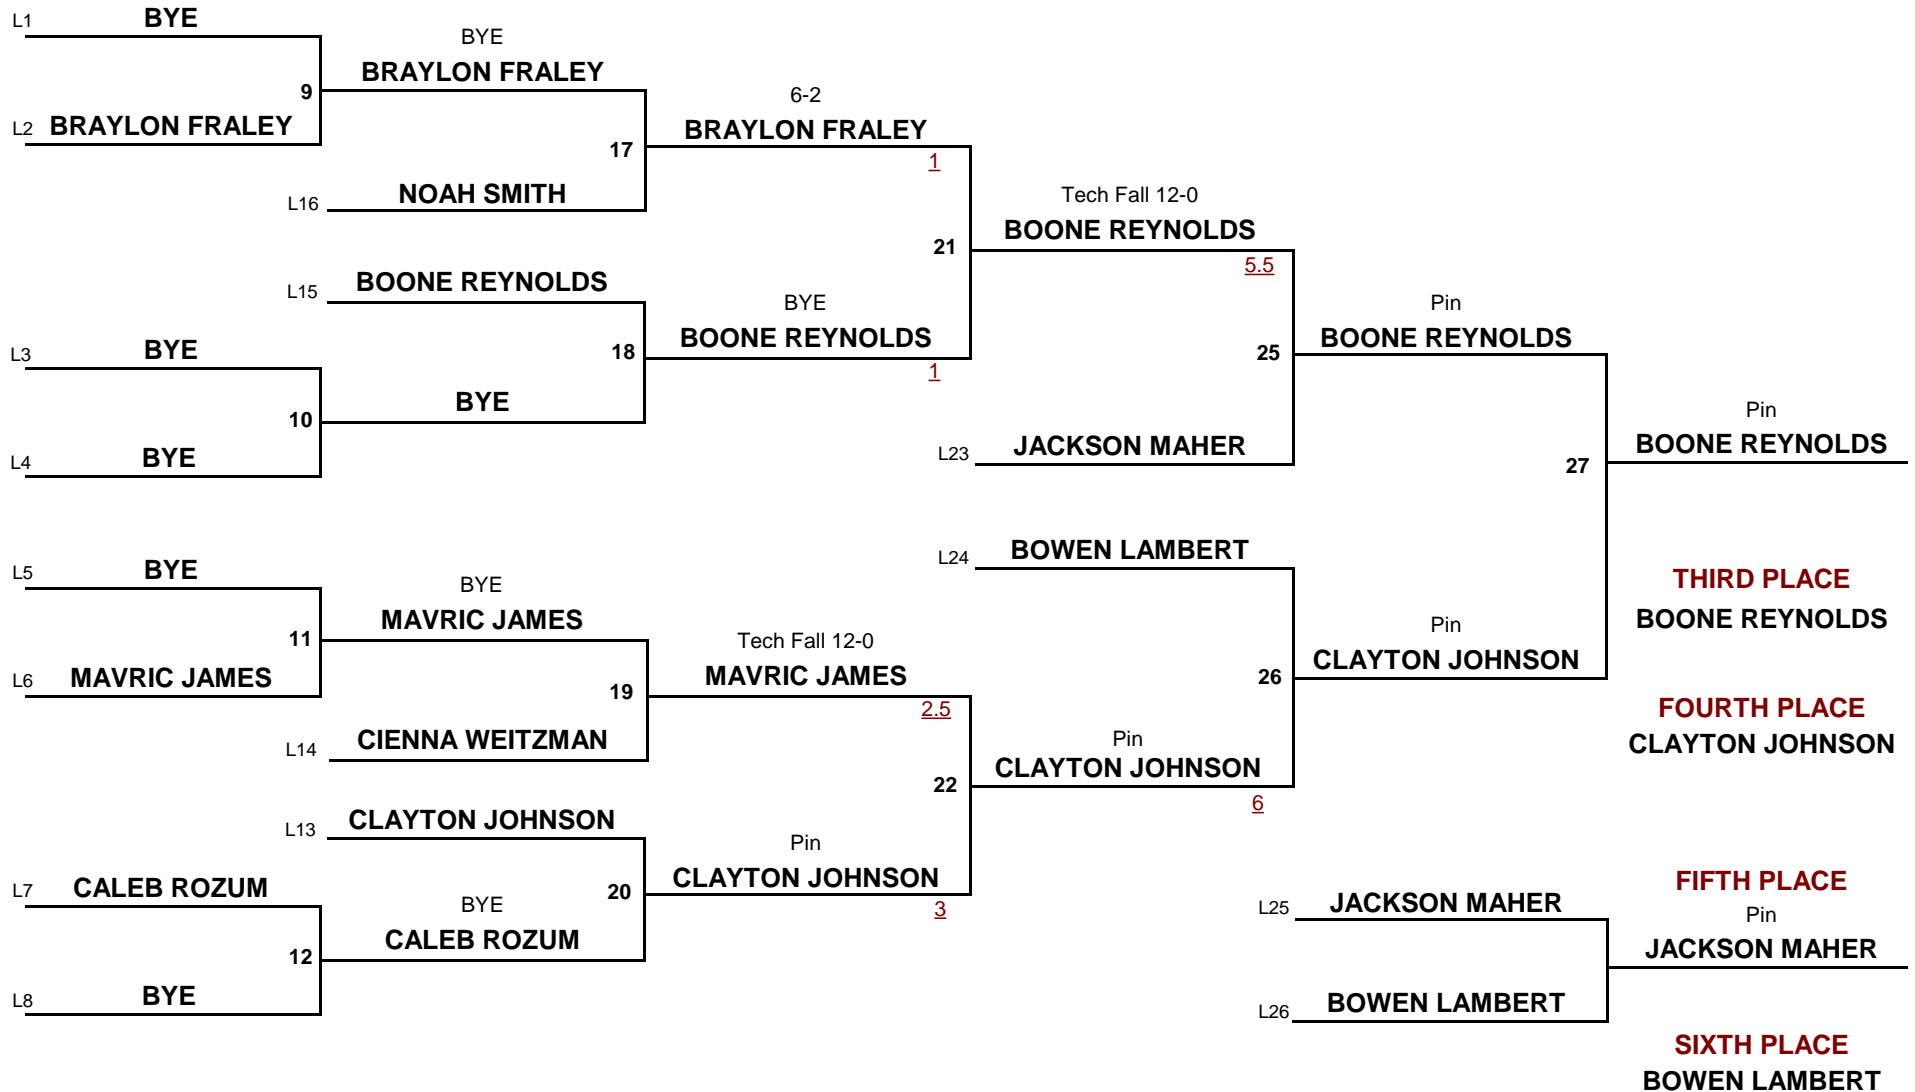 L1 BYE
BYE
BRAYLON FRALEY
9
L2 BRAYLON FRALEY
6-2
BRAYLON FRALEY
1
17
L16 NOAH SMITH
Tech Fall 12-0
BOONE REYNOLDS
5.5
21
L15 BOONE REYNOLDS
BYE
BOONE REYNOLDS
1
18
L3 BYE
10
BYE
L4 BYE
Pin
BOONE REYNOLDS
25
L23 JACKSON MAHER
Pin
BOONE REYNOLDS
27
L24 BOWEN LAMBERT
L5 BYE
BYE
MAVRIC JAMES
11
L6 MAVRIC JAMES
Tech Fall 12-0
MAVRIC JAMES
2.5
19
L14 CIENNA WEITZMAN
Pin
CLAYTON JOHNSON
26
THIRD PLACE
BOONE REYNOLDS
FOURTH PLACE
CLAYTON JOHNSON
Pin
CLAYTON JOHNSON
6
22
L13 CLAYTON JOHNSON
Pin
CLAYTON JOHNSON
3
20
L7 CALEB ROZUM
BYE
CALEB ROZUM
12
L8 BYE
FIFTH PLACE
L25 JACKSON MAHER
Pin
JACKSON MAHER
L26 BOWEN LAMBERT
SIXTH PLACE
BOWEN LAMBERT